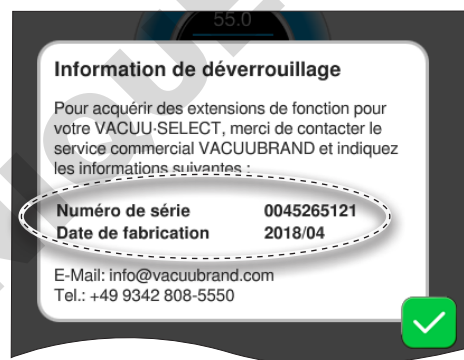 55.0
Information de déverrouillage
Pour acquérir des extensions de fonction pour
votre VACUU·SELECT, merci de contacter le
service commercial VACUUBRAND et indiquez
les informations suivantes :
Numéro de série 0045265121
Date de fabrication 2018/04
E-Mail: info@vacuubrand.com
Tel.: +49 9342 808-5550